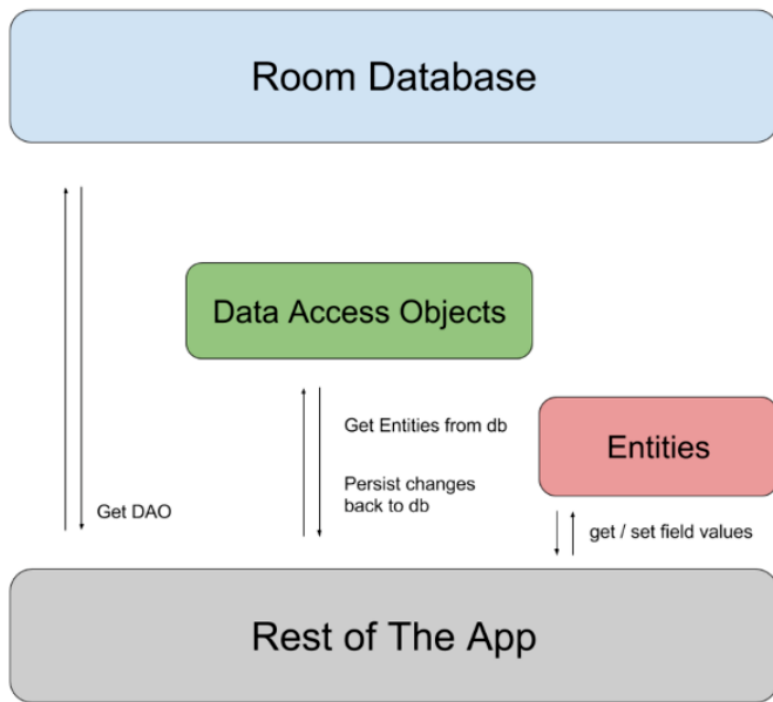 Room Database
Data Access Objects
Get Entities from db
Persist changes
back to db
Entities
Get DAO
get / set field values
Rest of The App